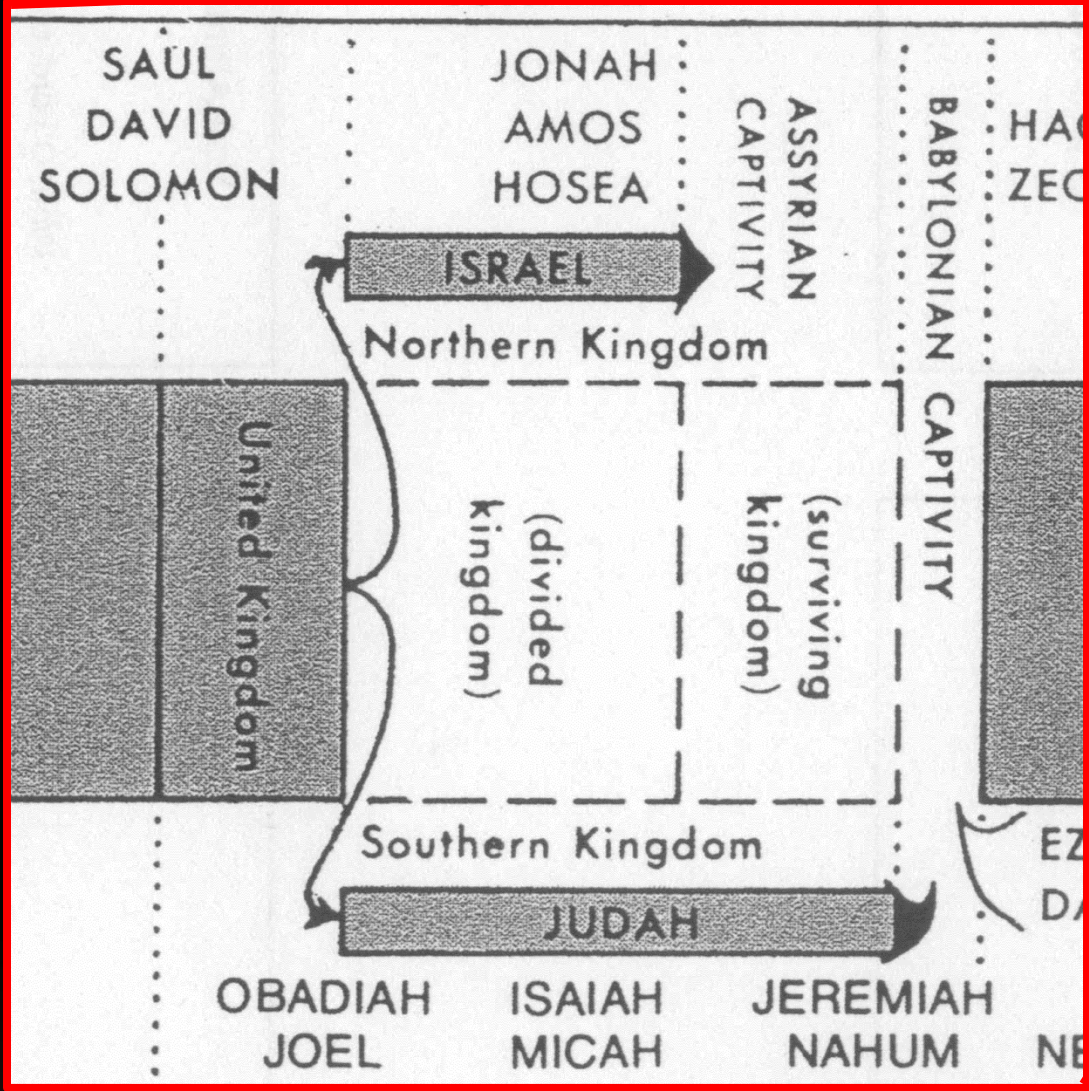 SAUL
DAVID
SOLOMON
JONAH
AMOS
HOSEA
ASSYRIAN
CAPTIVITY
BABYLONIAN CAPTIVITY
ISRAEL
Northern Kingdom
United Kingdom
(divided
kingdom)
(surviving
kingdom)
Southern Kingdom
JUDAH
OBADIAH
JOEL
ISAIAH
MICAH
JEREMIAH
NAHUM